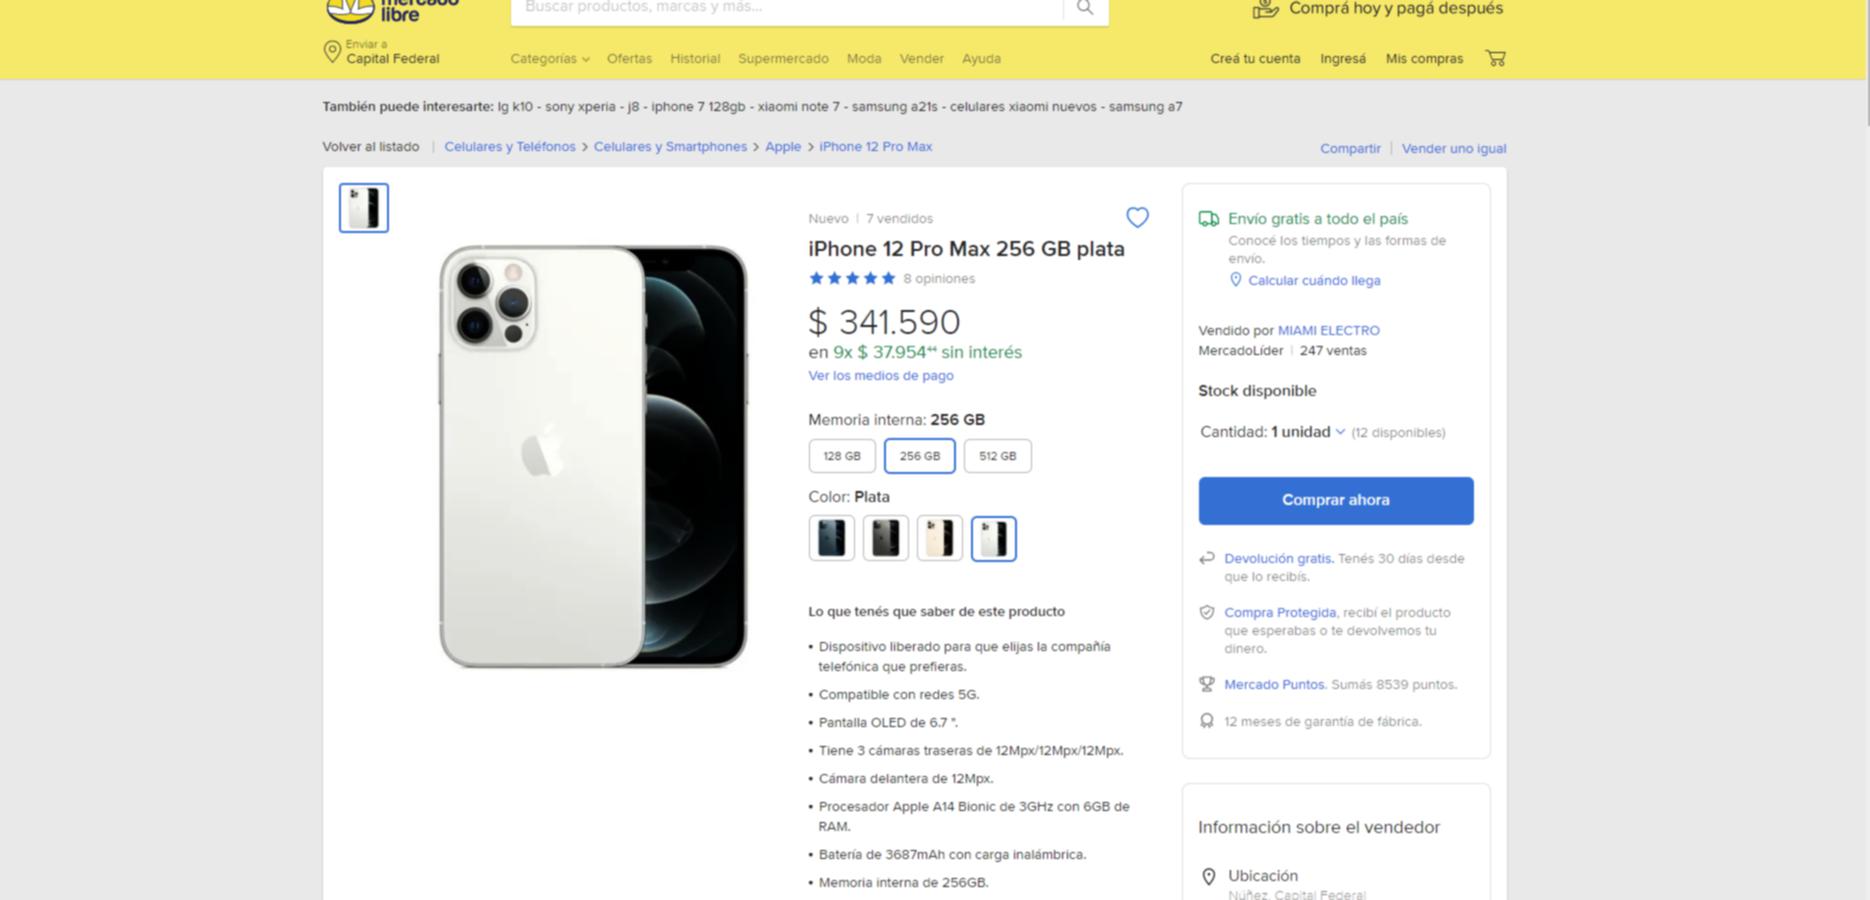 mercado
libre
Buscar productos, marcas y más...
Comprá hoy y pagá después
Enviar a
Capital Federal
Categorías Ofertas Historial Supermercado Moda Vender Ayuda
Creá tu cuenta Ingresá Mis compras
También puede interesarte: lg k10 - sony xperia - j8 - iphone 7 128gb - xiaomi note 7 - samsung a21s - celulares xiaomi nuevos - samsung a7
Volver al listado | Celulares y Teléfonos > Celulares y Smartphones > Apple > iPhone 12 Pro Max
Compartir | Vender uno igual
Nuevo | 7 vendidos
iPhone 12 Pro Max 256 GB plata
8 opiniones
$ 341.590
en 9x $ 37.954⁴⁴ sin interés
Ver los medios de pago
Memoria interna: 256 GB
128 GB 256 GB 512 GB
Color: Plata
Lo que tenés que saber de este producto
• Dispositivo liberado para que elijas la compañía
telefónica que prefieras.
• Compatible con redes 5G.
• Pantalla OLED de 6.7 ".
• Tiene 3 cámaras traseras de 12Mpx/12Mpx/12Mpx.
• Cámara delantera de 12Mpx.
• Procesador Apple A14 Bionic de 3GHz con 6GB de
RAM.
• Batería de 3687mAh con carga inalámbrica.
• Memoria interna de 256GB.
Envío gratis a todo el país
Conocé los tiempos y las formas de
envío.
Calcular cuándo llega
Vendido por MIAMI ELECTRO
MercadoLíder | 247 ventas
Stock disponible
Cantidad: 1 unidad (12 disponibles)
Comprar ahora
Devolución gratis. Tenés 30 días desde
que lo recibís.
Compra Protegida, recibí el producto
que esperabas o te devolvemos tu
dinero.
Mercado Puntos. Sumás 8539 puntos.
12 meses de garantía de fábrica.
Información sobre el vendedor
Ubicación
Núñez, Capital Federal